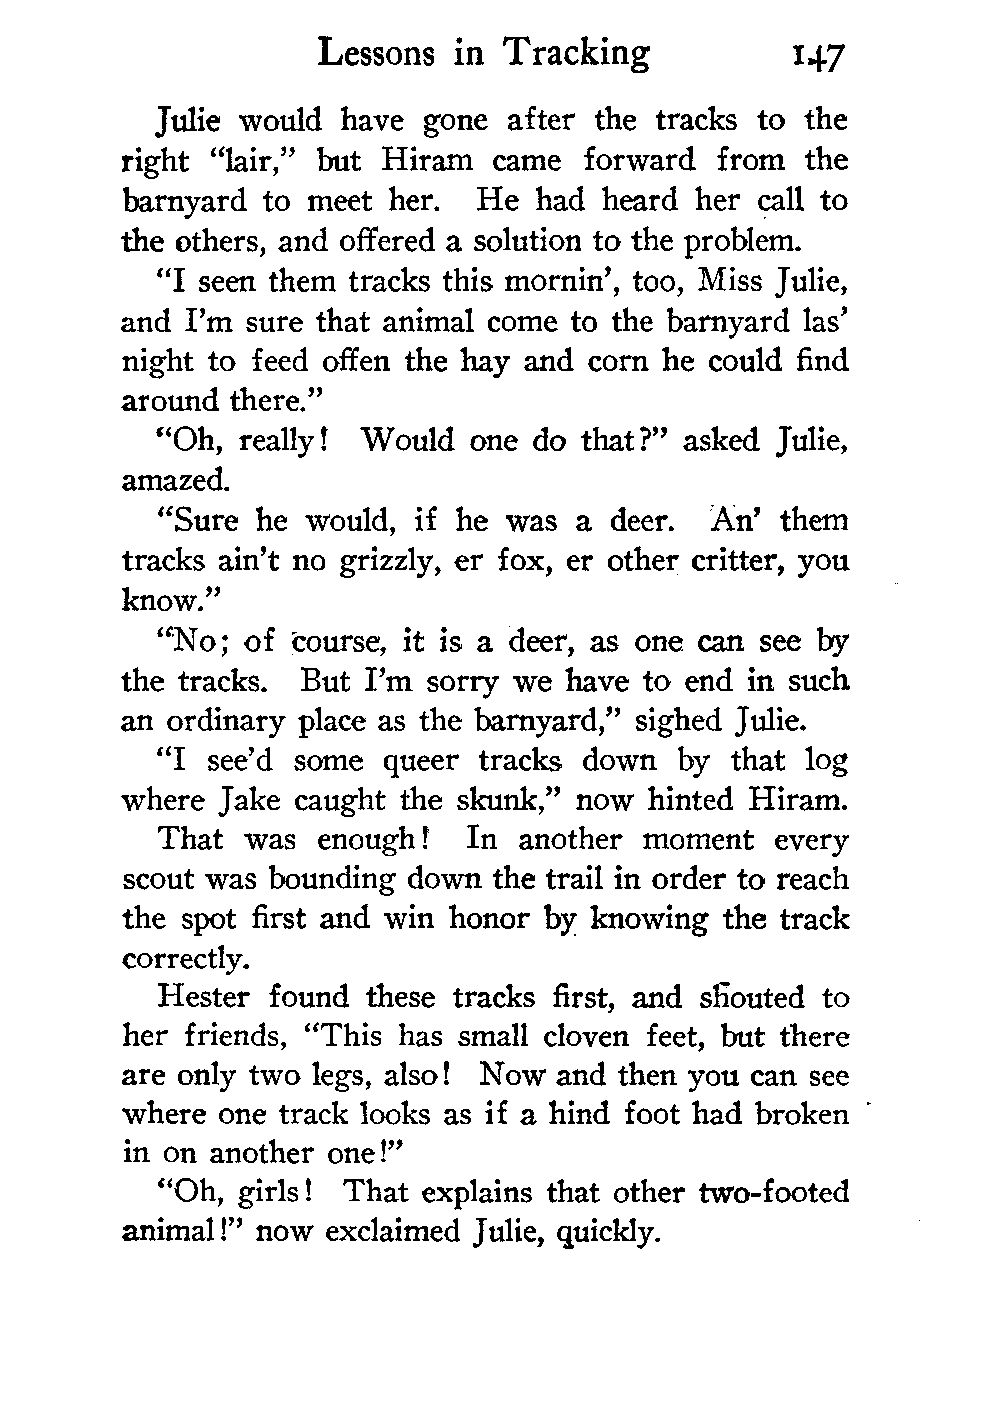 Lessons in Tracking 147
Julie would have gone after the tracks to the
right "lair," but Hiram came forward from the
barnyard to meet her. He had heard her call to
the others, and offered a solution to the problem.
"I seen them tracks this mornin', too, Miss Julie,
and I'm sure that animal come to the barnyard las'
night to feed offen the hay and corn he could find
around there."
"Oh, really! Would one do that?" asked Julie,
amazed.
"Sure he would, if he was a deer. An' them
tracks ain't no grizzly, er fox, er other critter, you
know."
"No; of course, it is a deer, as one can see by
the tracks. But I'm sorry we have to end in such
an ordinary place as the barnyard," sighed Julie.
"I see'd some queer tracks down by that log
where Jake caught the skunk," now hinted Hiram.
That was enough! In another moment every
scout was bounding down the trail in order to reach
the spot first and win honor by knowing the track
correctly.
Hester found these tracks first, and shouted to
her friends, "This has small cloven feet, but there
are only two legs, also! Now and then you can see
where one track looks as if a hind foot had broken
in on another one!"
"Oh, girls! That explains that other two-footed
animal!" now exclaimed Julie, quickly.